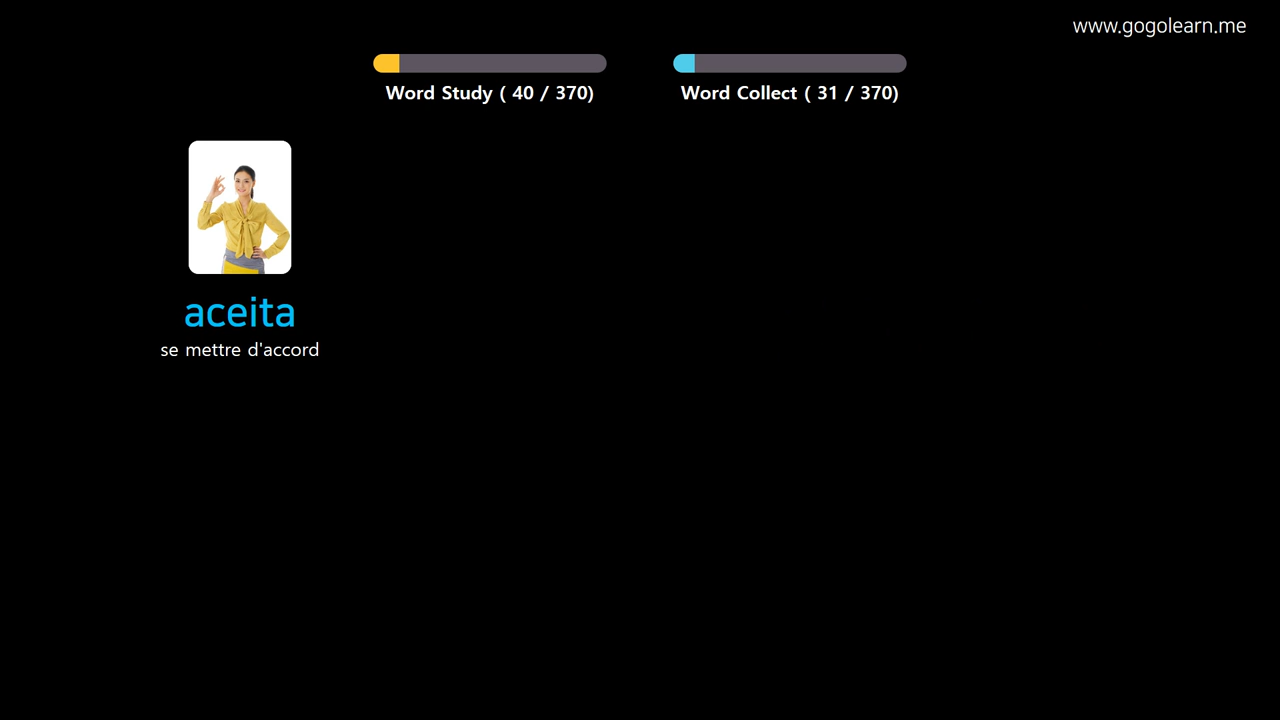 www.gogolearn.me
Word Study ( 40 / 370)
Word Collect ( 31 / 370)
aceita
se mettre d'accord